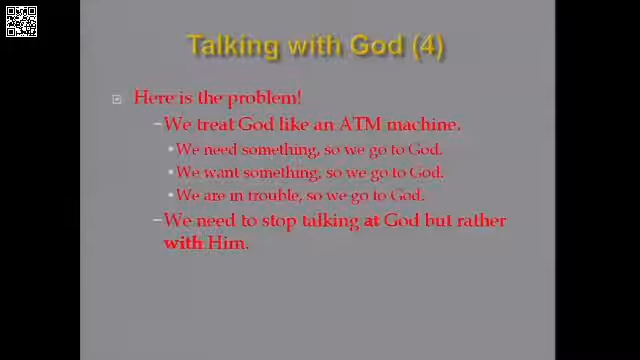 Talking with God (4)
Here is the problem!
–We treat God like an ATM machine.
•We need something, so we go to God.
•We want something, so we go to God.
•We are in trouble, so we go to God.
–We need to stop talking at God but rather
with Him.